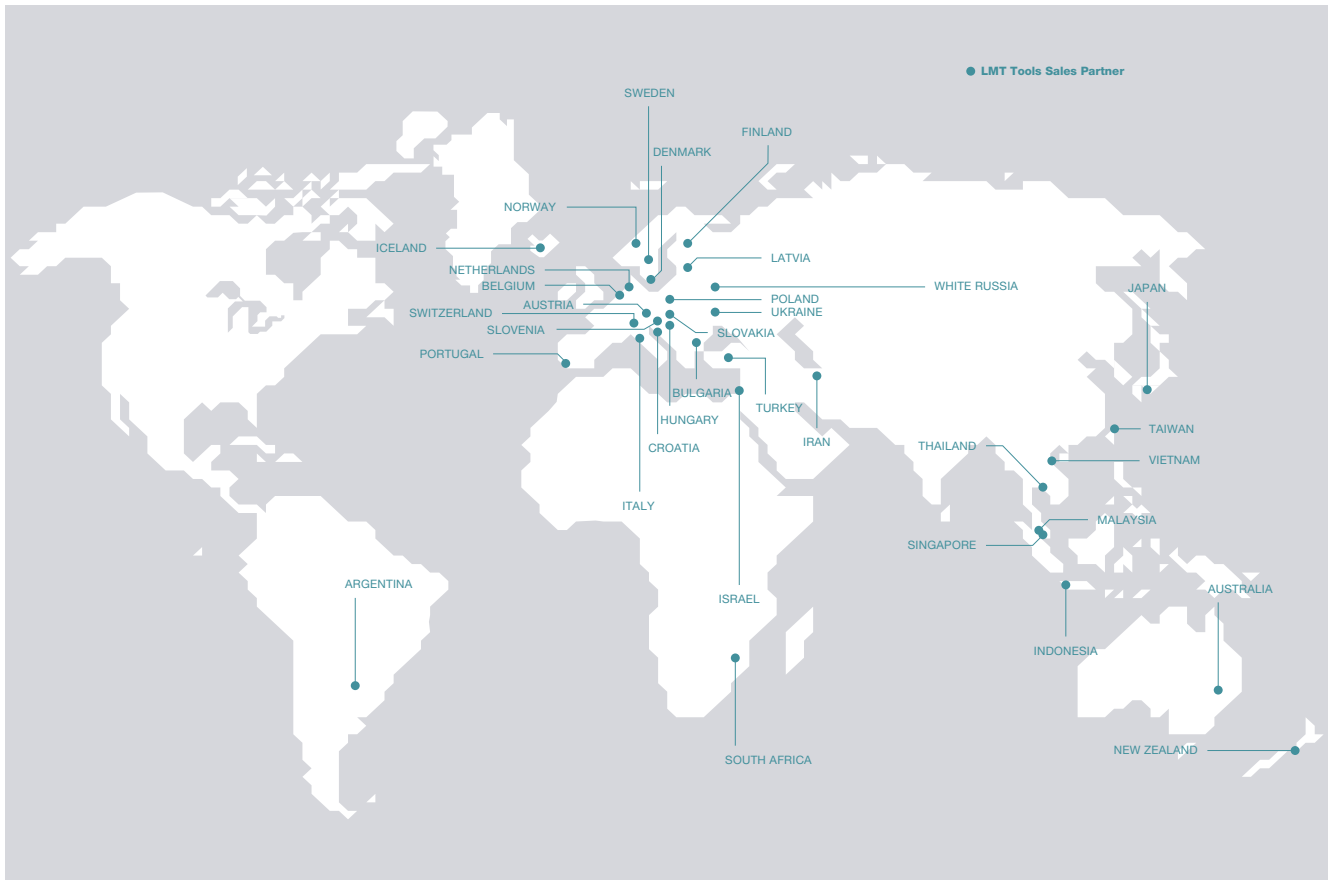 LMT Tools Sales Partner
SWEDEN
FINLAND
DENMARK
NORWAY
ICELAND
LATVIA
NETHERLANDS
BELGIUM
WHITE RUSSIA
JAPAN
POLAND
AUSTRIA
UKRAINE
SWITZERLAND
SLOVENIA
SLOVAKIA
PORTUGAL
BULGARIA
TURKEY
HUNGARY
TAIWAN
IRAN
THAILAND
CROATIA
VIETNAM
ITALY
MALAYSIA
SINGAPORE
ARGENTINA
AUSTRALIA
ISRAEL
INDONESIA
NEW ZEALAND
SOUTH AFRICA